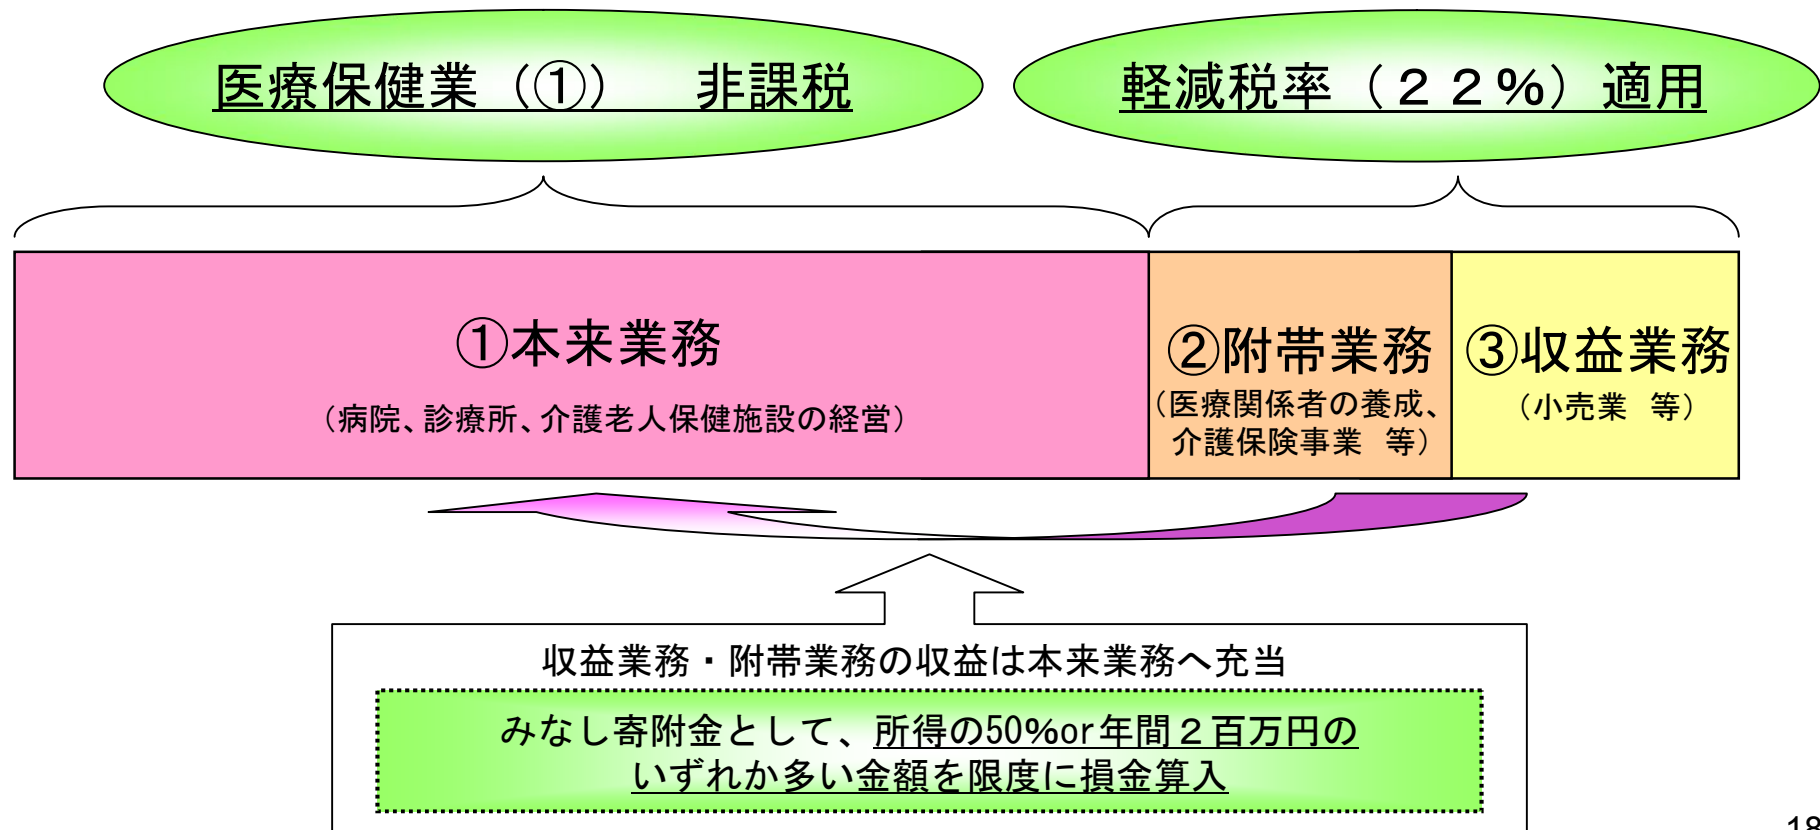 医療保健業（①）　非課税
軽減税率（２２％）適用
①本来業務
（病院、診療所、介護老人保健施設の経営）
②附帯業務
（医療関係者の養成、
介護保険事業　等）
③収益業務
（小売業　等）
収益業務・附帯業務の収益は本来業務へ充当
みなし寄附金として、所得の50%or年間２百万円の
いずれか多い金額を限度に損金算入
18